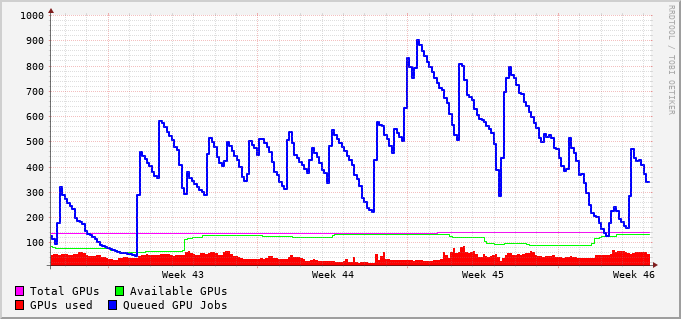 1000
900
800
700
600
500
400
300
200
100
Week 43 Week 44 Week 45 Week 46
Total GPUs Available GPUs
GPUs used Queued GPU Jobs
RRDTOOL / TOBI OETIKER